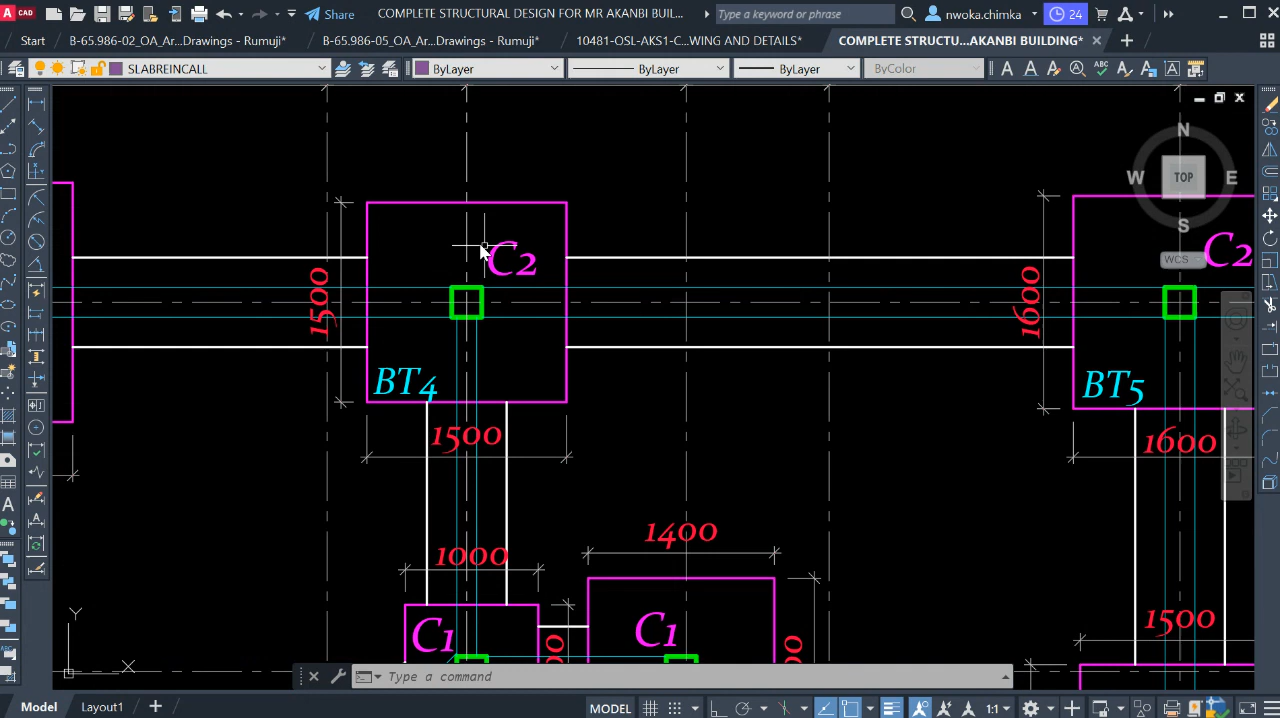 CAD Share COMPLETE STRUCTURAL DESIGN FOR MR AKANBI BUIL... Type a keyword or phrase nwoka.chimka 24
Start B-65.986-02_OA_Ar...Drawings - Rumuji* B-65.986-05_OA_Ar...Drawings - Rumuji* 10481-OSL-AKS1-C...WING AND DETAILS* COMPLETE STRUCTU...AKANBI BUILDING*
SLABREINCALL ByLayer ByLayer ByLayer ByColor
N
W TOP E
S
WCS
C2
C2
1500
1600
BT4
BT5
1500
1600
1400
1000
1500
C1
C1
Y
X
Type a command
Model Layout1 MODEL 1:1